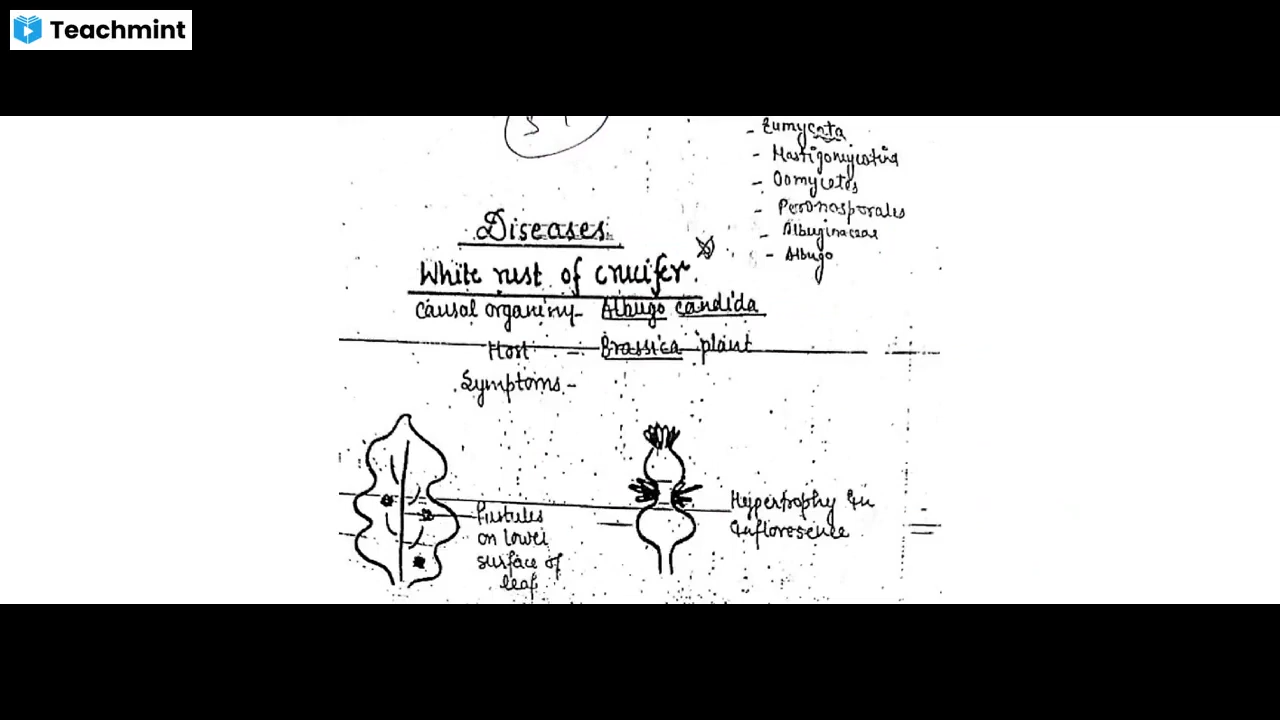 Teachmint
- Eumycota
- Mastigomycotina
- Oomycetes
- Peronosporales
- Albuginaceae
- Albugo
Diseases
White rust of crucifer
Causal organism - Albugo candida
Host - Brassica plant
Symptoms -
Pustules
on lower
surface of
leaf
Hypertrophy in
inflorescence